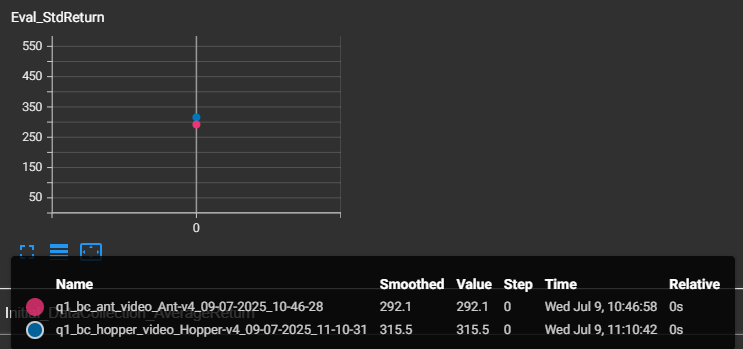 Eval_StdReturn
550
450
350
250
150
50
0
Name Smoothed Value Step Time Relative
q1_bc_ant_video_Ant-v4_09-07-2025_10-46-28 292.1 292.1 0 Wed Jul 9, 10:46:58 0s
Initial_DataCollection_AverageReturn
q1_bc_hopper_video_Hopper-v4_09-07-2025_11-10-31 315.5 315.5 0 Wed Jul 9, 11:10:42 0s